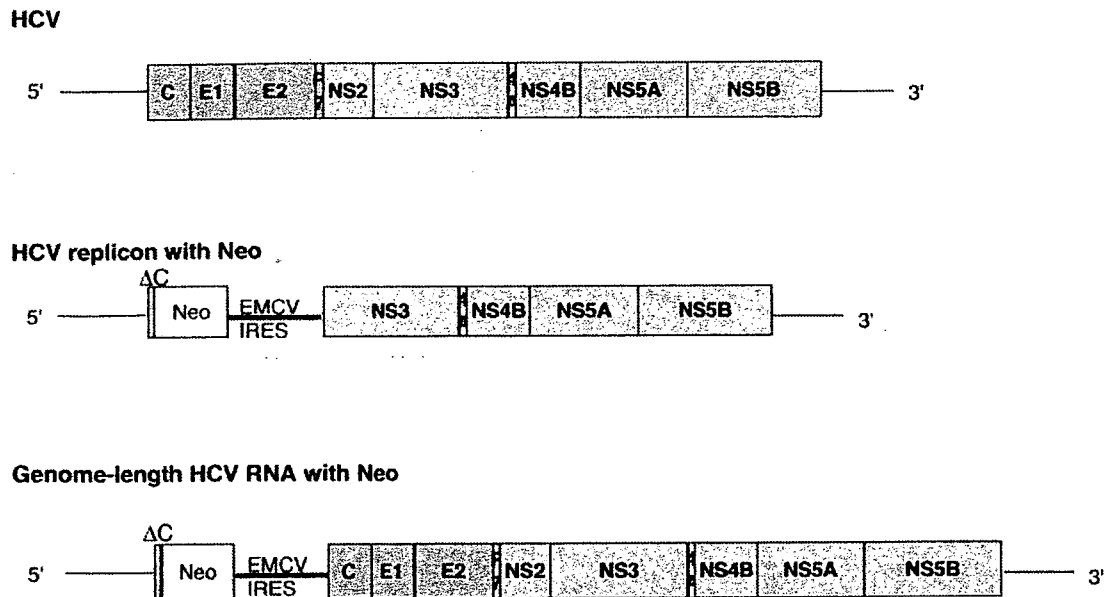 HCV
5' C E1 E2 NS2 NS3 NS4B NS5A NS5B 3'
HCV replicon with Neo
ΔC
5' Neo EMCV IRES NS3 NS4B NS5A NS5B 3'
Genome-length HCV RNA with Neo
ΔC
5' Neo EMCV IRES C E1 E2 NS2 NS3 NS4B NS5A NS5B 3'